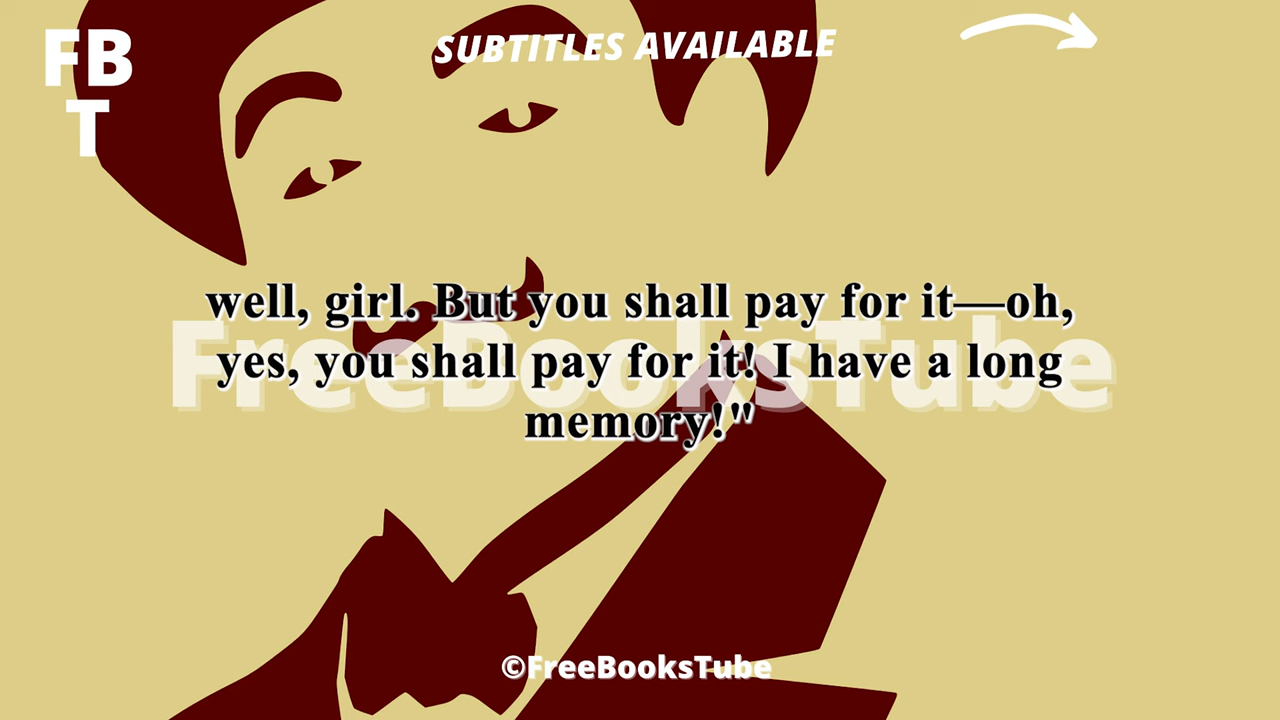 FB
T
SUBTITLES AVAILABLE
well, girl. But you shall pay for it—oh,
yes, you shall pay for it! I have a long
memory!"
FreeBooksTube
©FreeBooksTube